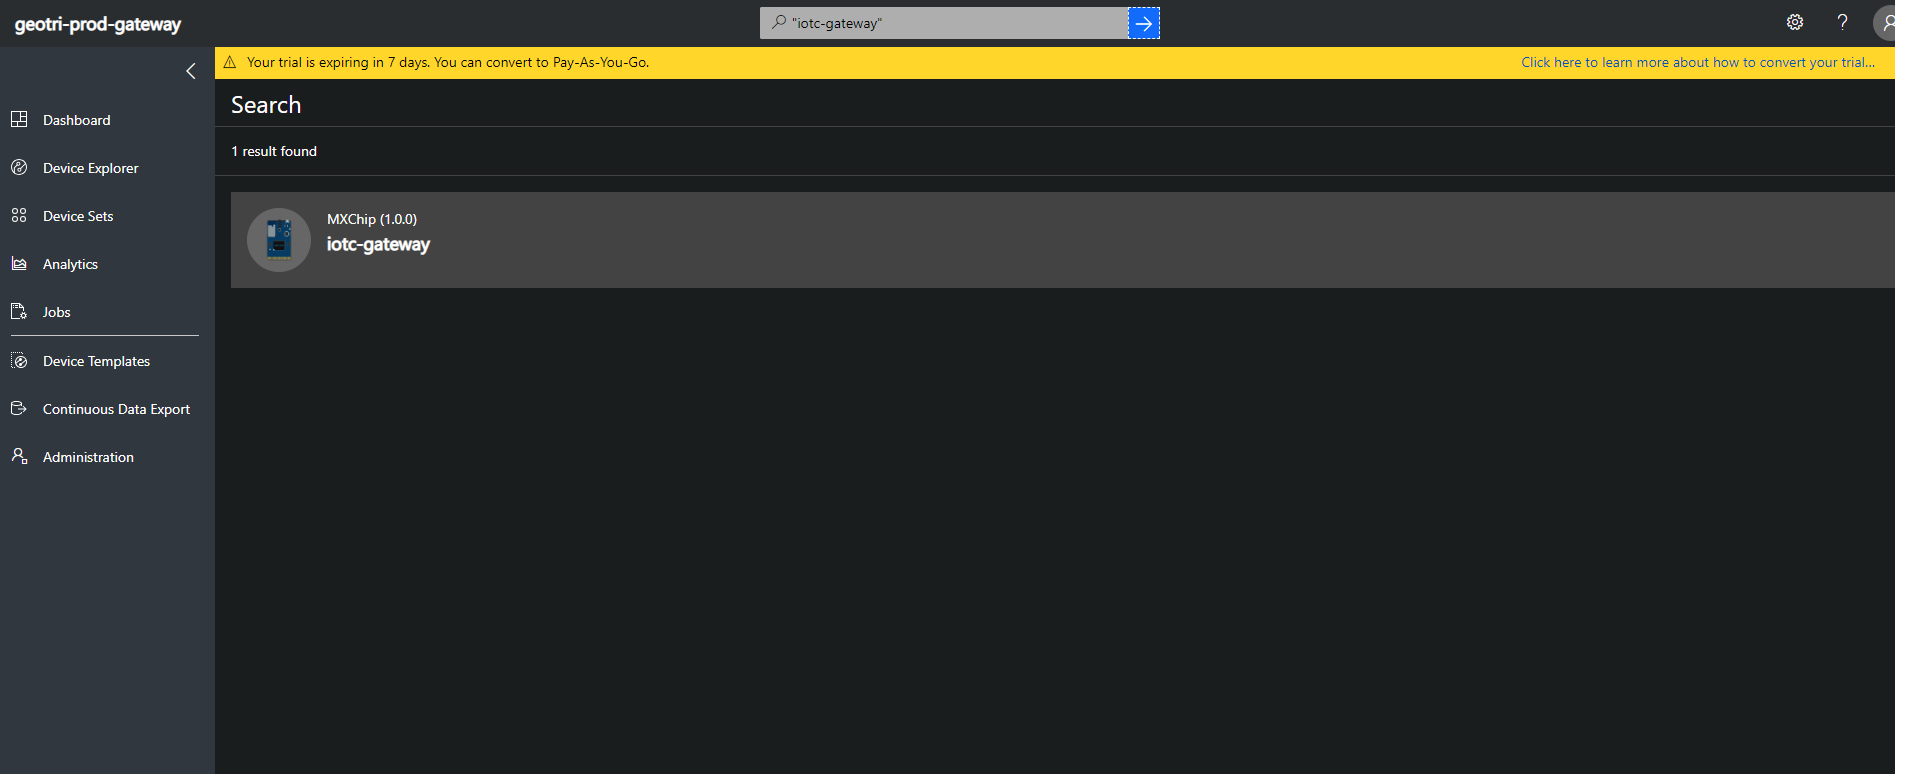 geotri-prod-gateway
"iotc-gateway"
?
Your trial is expiring in 7 days. You can convert to Pay-As-You-Go.
Click here to learn more about how to convert your trial...
Search
1 result found
MXChip (1.0.0)
iotc-gateway
Dashboard
Device Explorer
Device Sets
Analytics
Jobs
Device Templates
Continuous Data Export
Administration